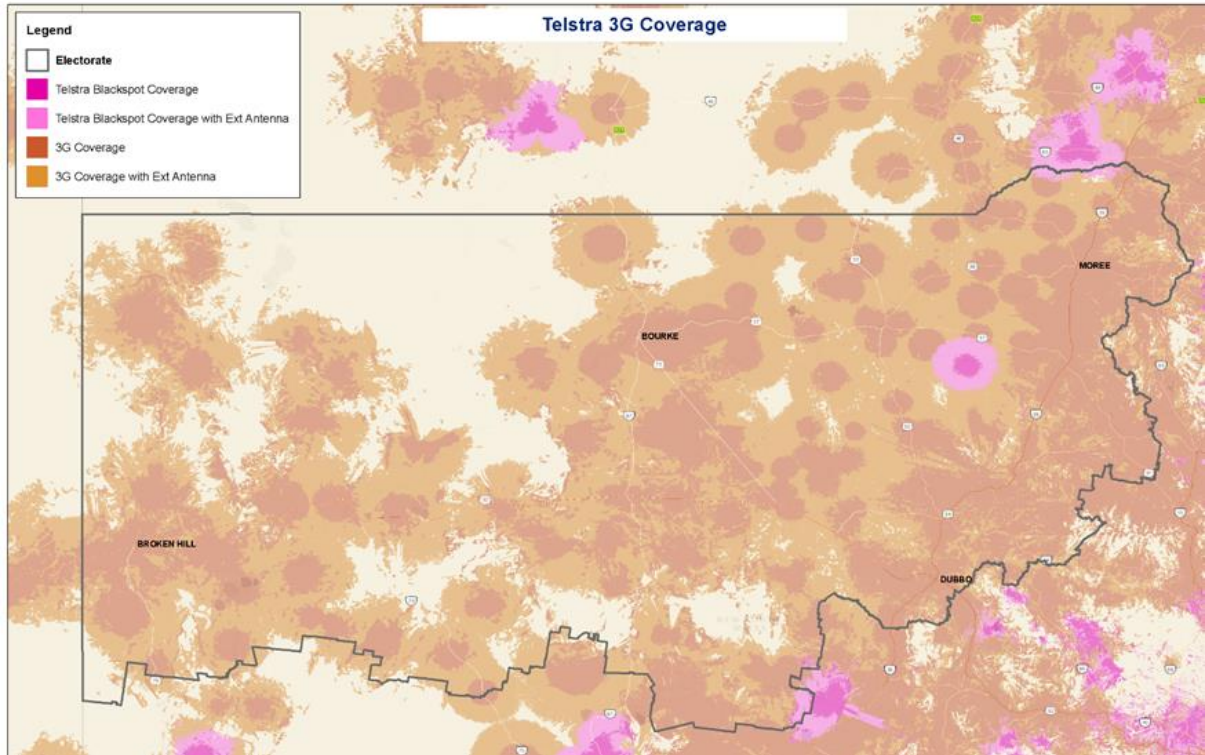 Telstra 3G Coverage
Legend
Electorate
Telstra Blackspot Coverage
Telstra Blackspot Coverage with Ext Antenna
3G Coverage
3G Coverage with Ext Antenna
MOREE
BOURKE
BROKEN HILL
DUBBO